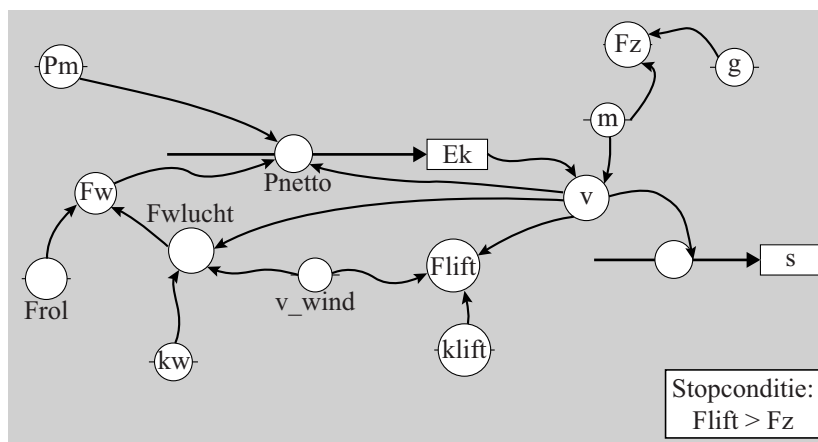 Pm
Fz
g
m
Ek
Pnetto
Fw
v
Fwlucht
Flift
s
Frol
v_wind
kw
klift
Stopconditie:
Flift > Fz